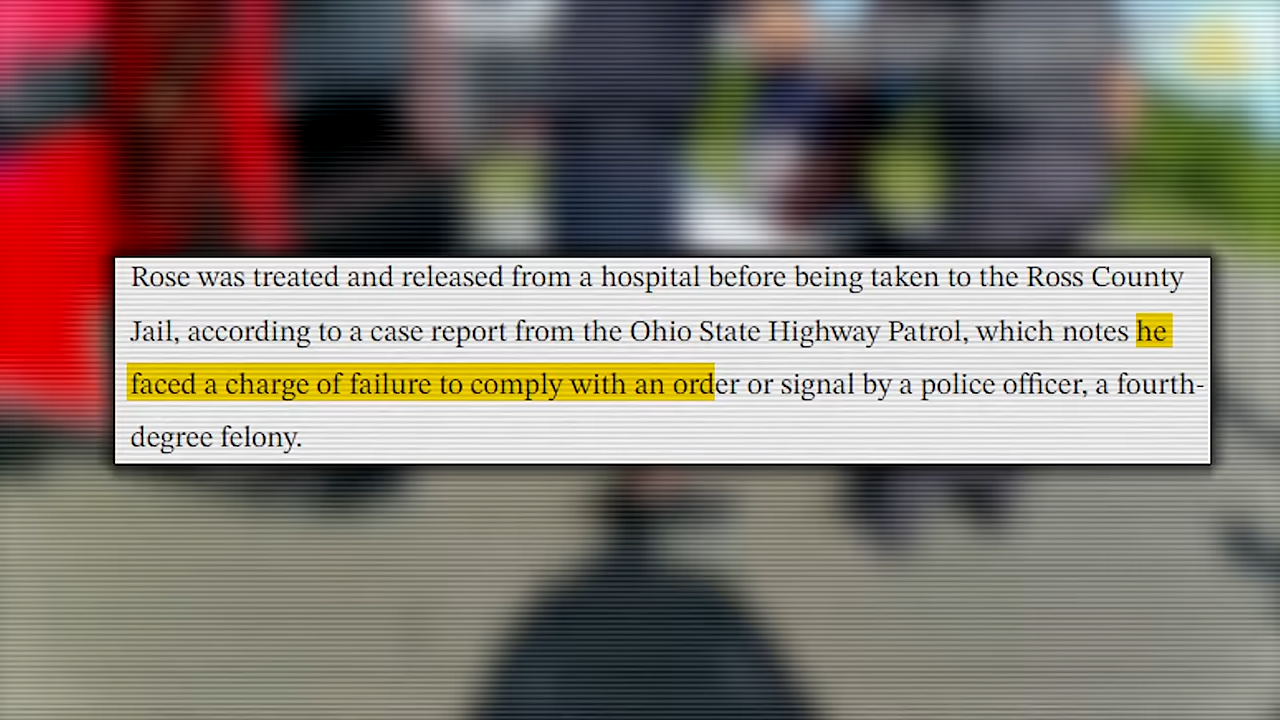 Rose was treated and released from a hospital before being taken to the Ross County
Jail, according to a case report from the Ohio State Highway Patrol, which notes he
faced a charge of failure to comply with an order or signal by a police officer, a fourth-
degree felony.